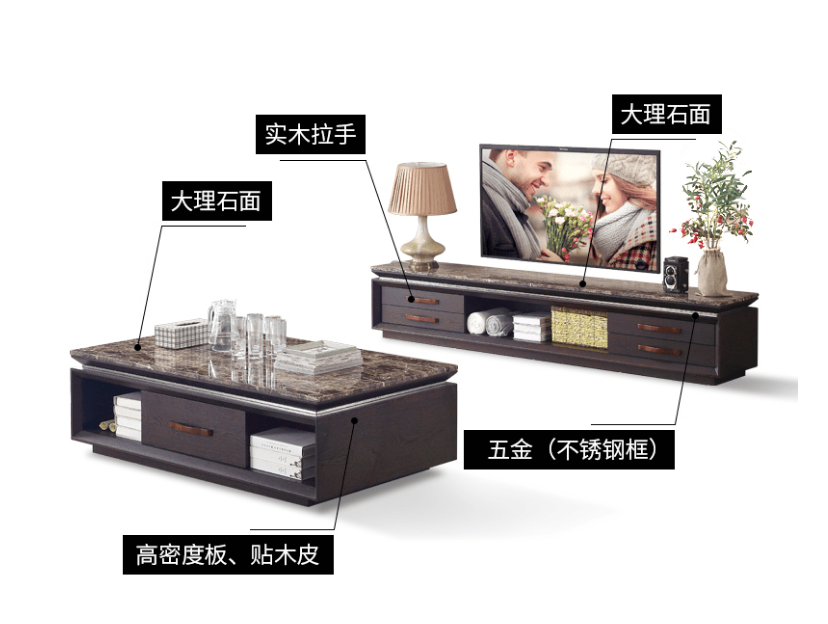 大理石面
实木拉手
大理石面
五金（不锈钢框）
高密度板、贴木皮